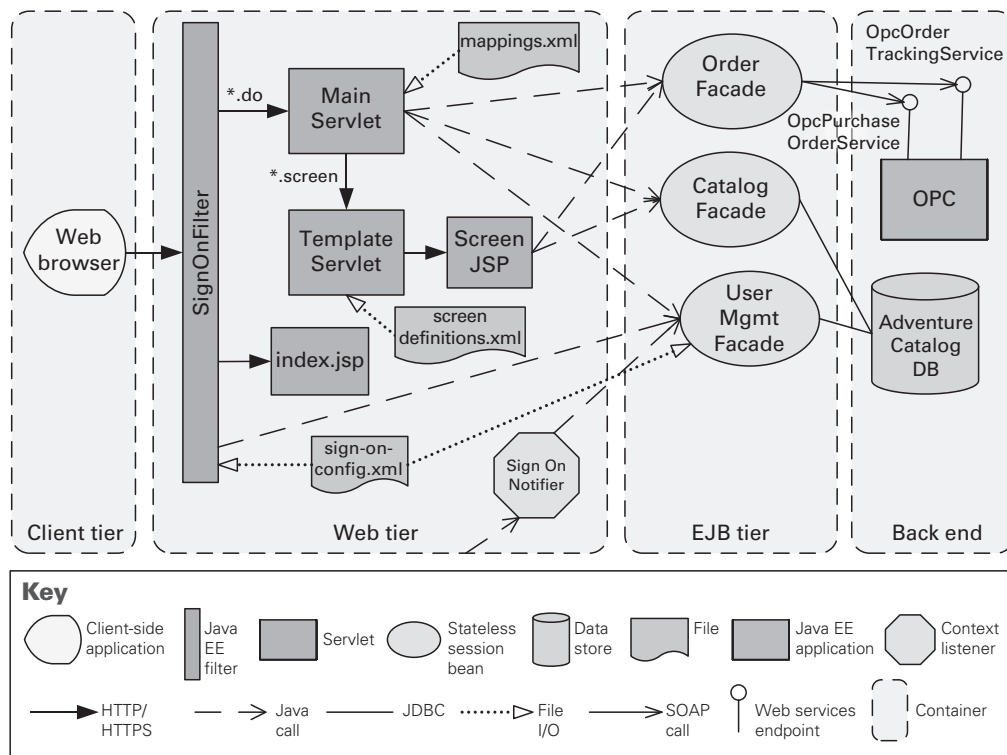 mappings.xml
OpcOrder
TrackingService
Order
Facade
*.do
Main
Servlet
OpcPurchase
OrderService
*.screen
Catalog
Facade
OPC
Web
browser
SignOnFilter
Template
Servlet
Screen
JSP
User
Mgmt
Facade
screen
definitions.xml
Adventure
Catalog
DB
index.jsp
sign-on-
config.xml
Sign On
Notifier
Client tier
Web tier
EJB tier
Back end
Key
Client-side
application
Java
EE
filter
Servlet
Stateless
session
bean
Data
store
File
Java EE
application
Context
listener
HTTP/
HTTPS
Java
call
JDBC
File
I/O
SOAP
call
Web services
endpoint
Container